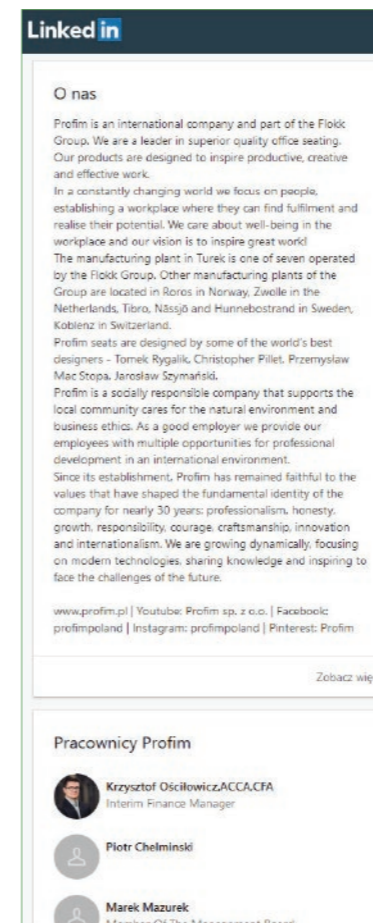 Linked in
O nas
Profim is an international company and part of the Flokk
Group. We are a leader in superior quality office seating.
Our products are designed to inspire productive, creative
and effective work.
In a constantly changing world we focus on people,
establishing a workplace where they can find fulfilment and
realise their potential. We care about well-being in the
workplace and our vision is to inspire great work!
The manufacturing plant in Turek is one of seven operated
by the Flokk Group. Other manufacturing plants of the
Group are located in Roros in Norway, Zwolle in the
Netherlands, Tibro, Nässjö and Hunnebostrand in Sweden,
Koblenz in Switzerland.
Profim seats are designed by some of the world's best
designers - Tomek Rygalik, Christopher Pillet, Przemysław
Mac Stopa, Jarosław Szymański.
Profim is a socially responsible company that supports the
local community cares for the natural environment and
business ethics. As a good employer we provide our
employees with multiple opportunities for professional
development in an international environment.
Since its establishment, Profim has remained faithful to the
values that have shaped the fundamental identity of the
company for nearly 30 years: professionalism, honesty,
growth, responsibility, courage, craftsmanship, innovation
and internationalism. We are growing dynamically, focusing
on modern technologies, sharing knowledge and inspiring to
face the challenges of the future.
www.profim.pl | Youtube: Profim sp. z o.o. | Facebook:
profimpoland | Instagram: profimpoland | Pinterest: Profim
Zobacz wię
Pracownicy Profim
Krzysztof Ościłowicz,ACCA,CFA
Interim Finance Manager
Piotr Chelminski
Marek Mazurek
Member Of The Management Board